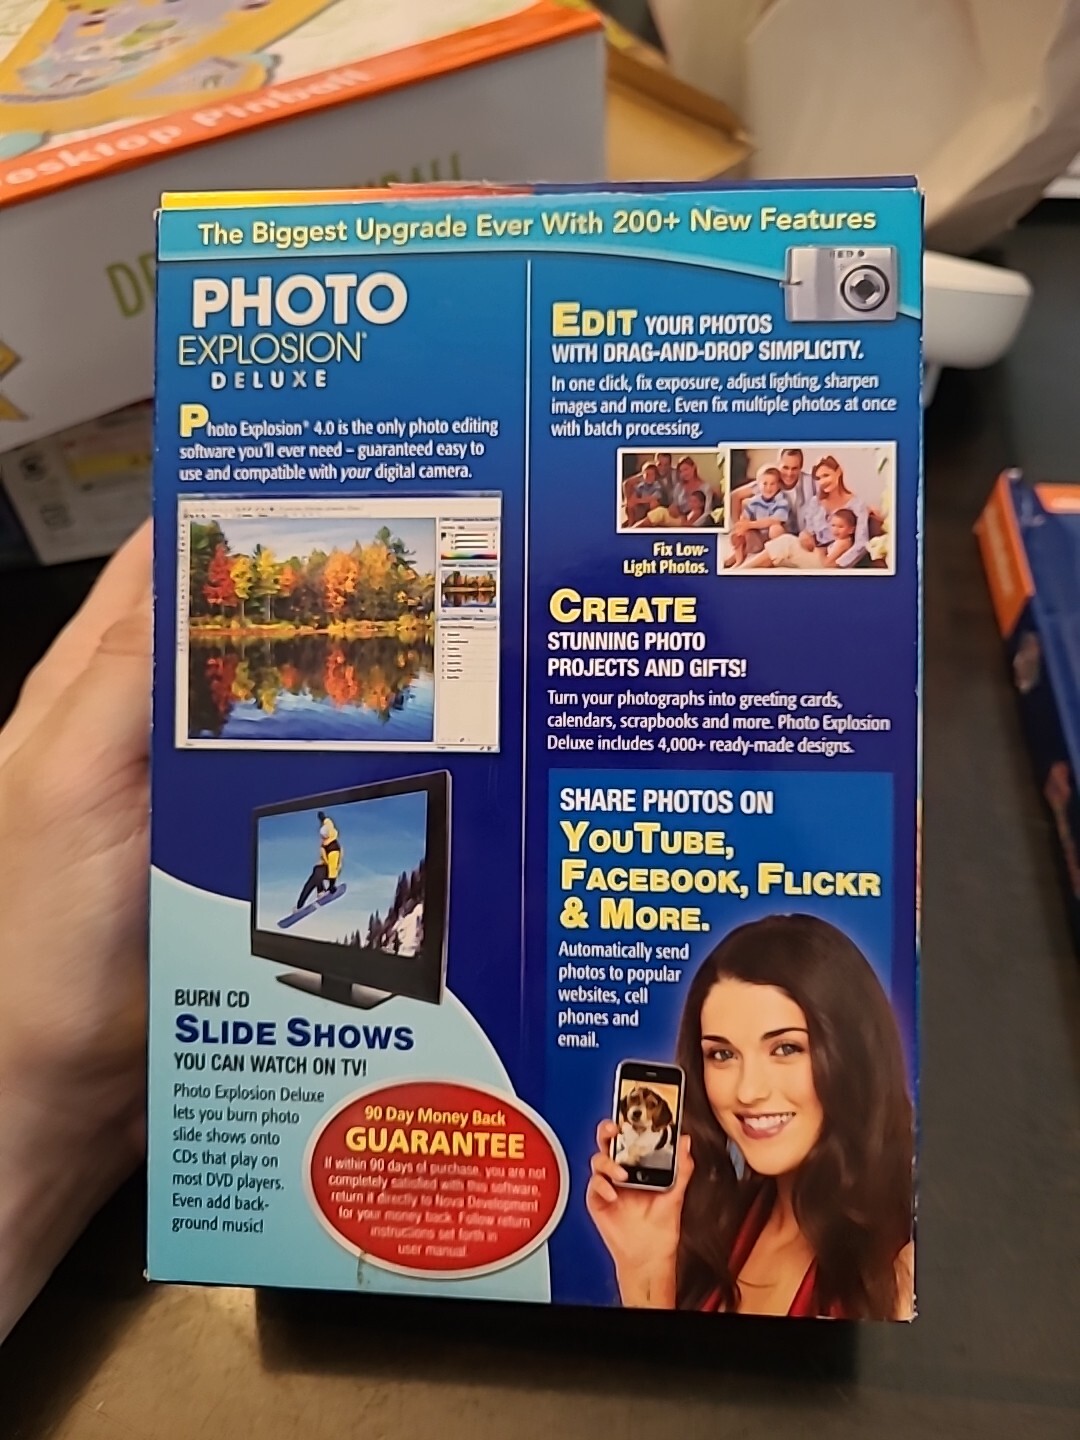 Desktop Pinball
The Biggest Upgrade Ever With 200+ New Features
PHOTO
EXPLOSION®
DELUXE
Photo Explosion® 4.0 is the only photo editing
software you'll ever need – guaranteed easy to
use and compatible with your digital camera.
BURN CD
SLIDE SHOWS
YOU CAN WATCH ON TV!
Photo Explosion Deluxe
lets you burn photo
slide shows onto
CDs that play on
most DVD players.
Even add back-
ground music!
90 Day Money Back
GUARANTEE
If within 90 days of purchase, you are not
completely satisfied with this software,
return it directly to Nova Development
for your money back. Follow return
instructions set forth in
user manual.
EDIT YOUR PHOTOS
WITH DRAG-AND-DROP SIMPLICITY.
In one click, fix exposure, adjust lighting, sharpen
images and more. Even fix multiple photos at once
with batch processing.
Fix Low-
Light Photos.
CREATE
STUNNING PHOTO
PROJECTS AND GIFTS!
Turn your photographs into greeting cards,
calendars, scrapbooks and more. Photo Explosion
Deluxe includes 4,000+ ready-made designs.
SHARE PHOTOS ON
YOUTUBE,
FACEBOOK, FLICKR
& MORE.
Automatically send
photos to popular
websites, cell
phones and
email.